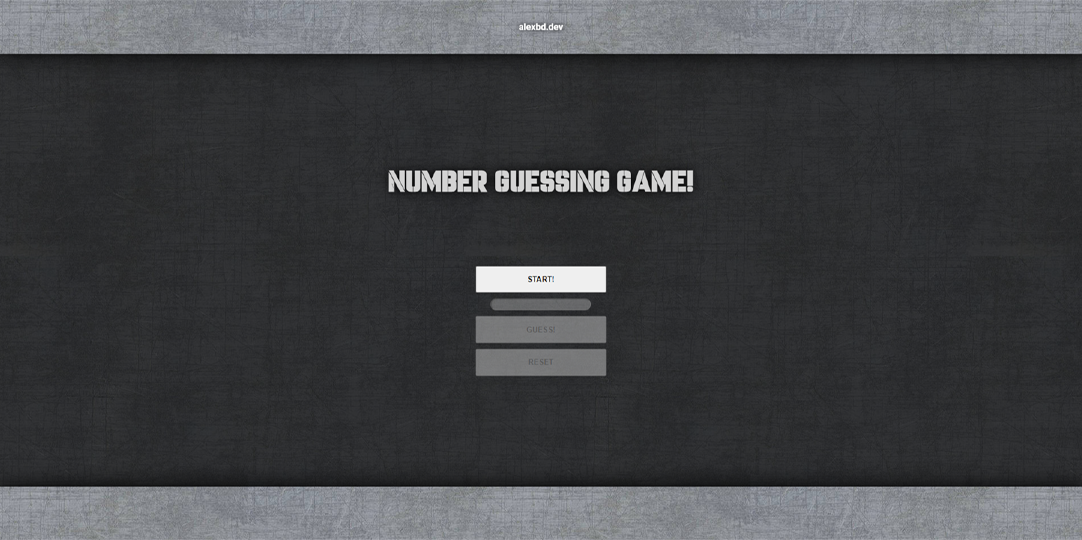 alexbd.dev
NUMBER GUESSING GAME!
START!
GUESS!
RESET